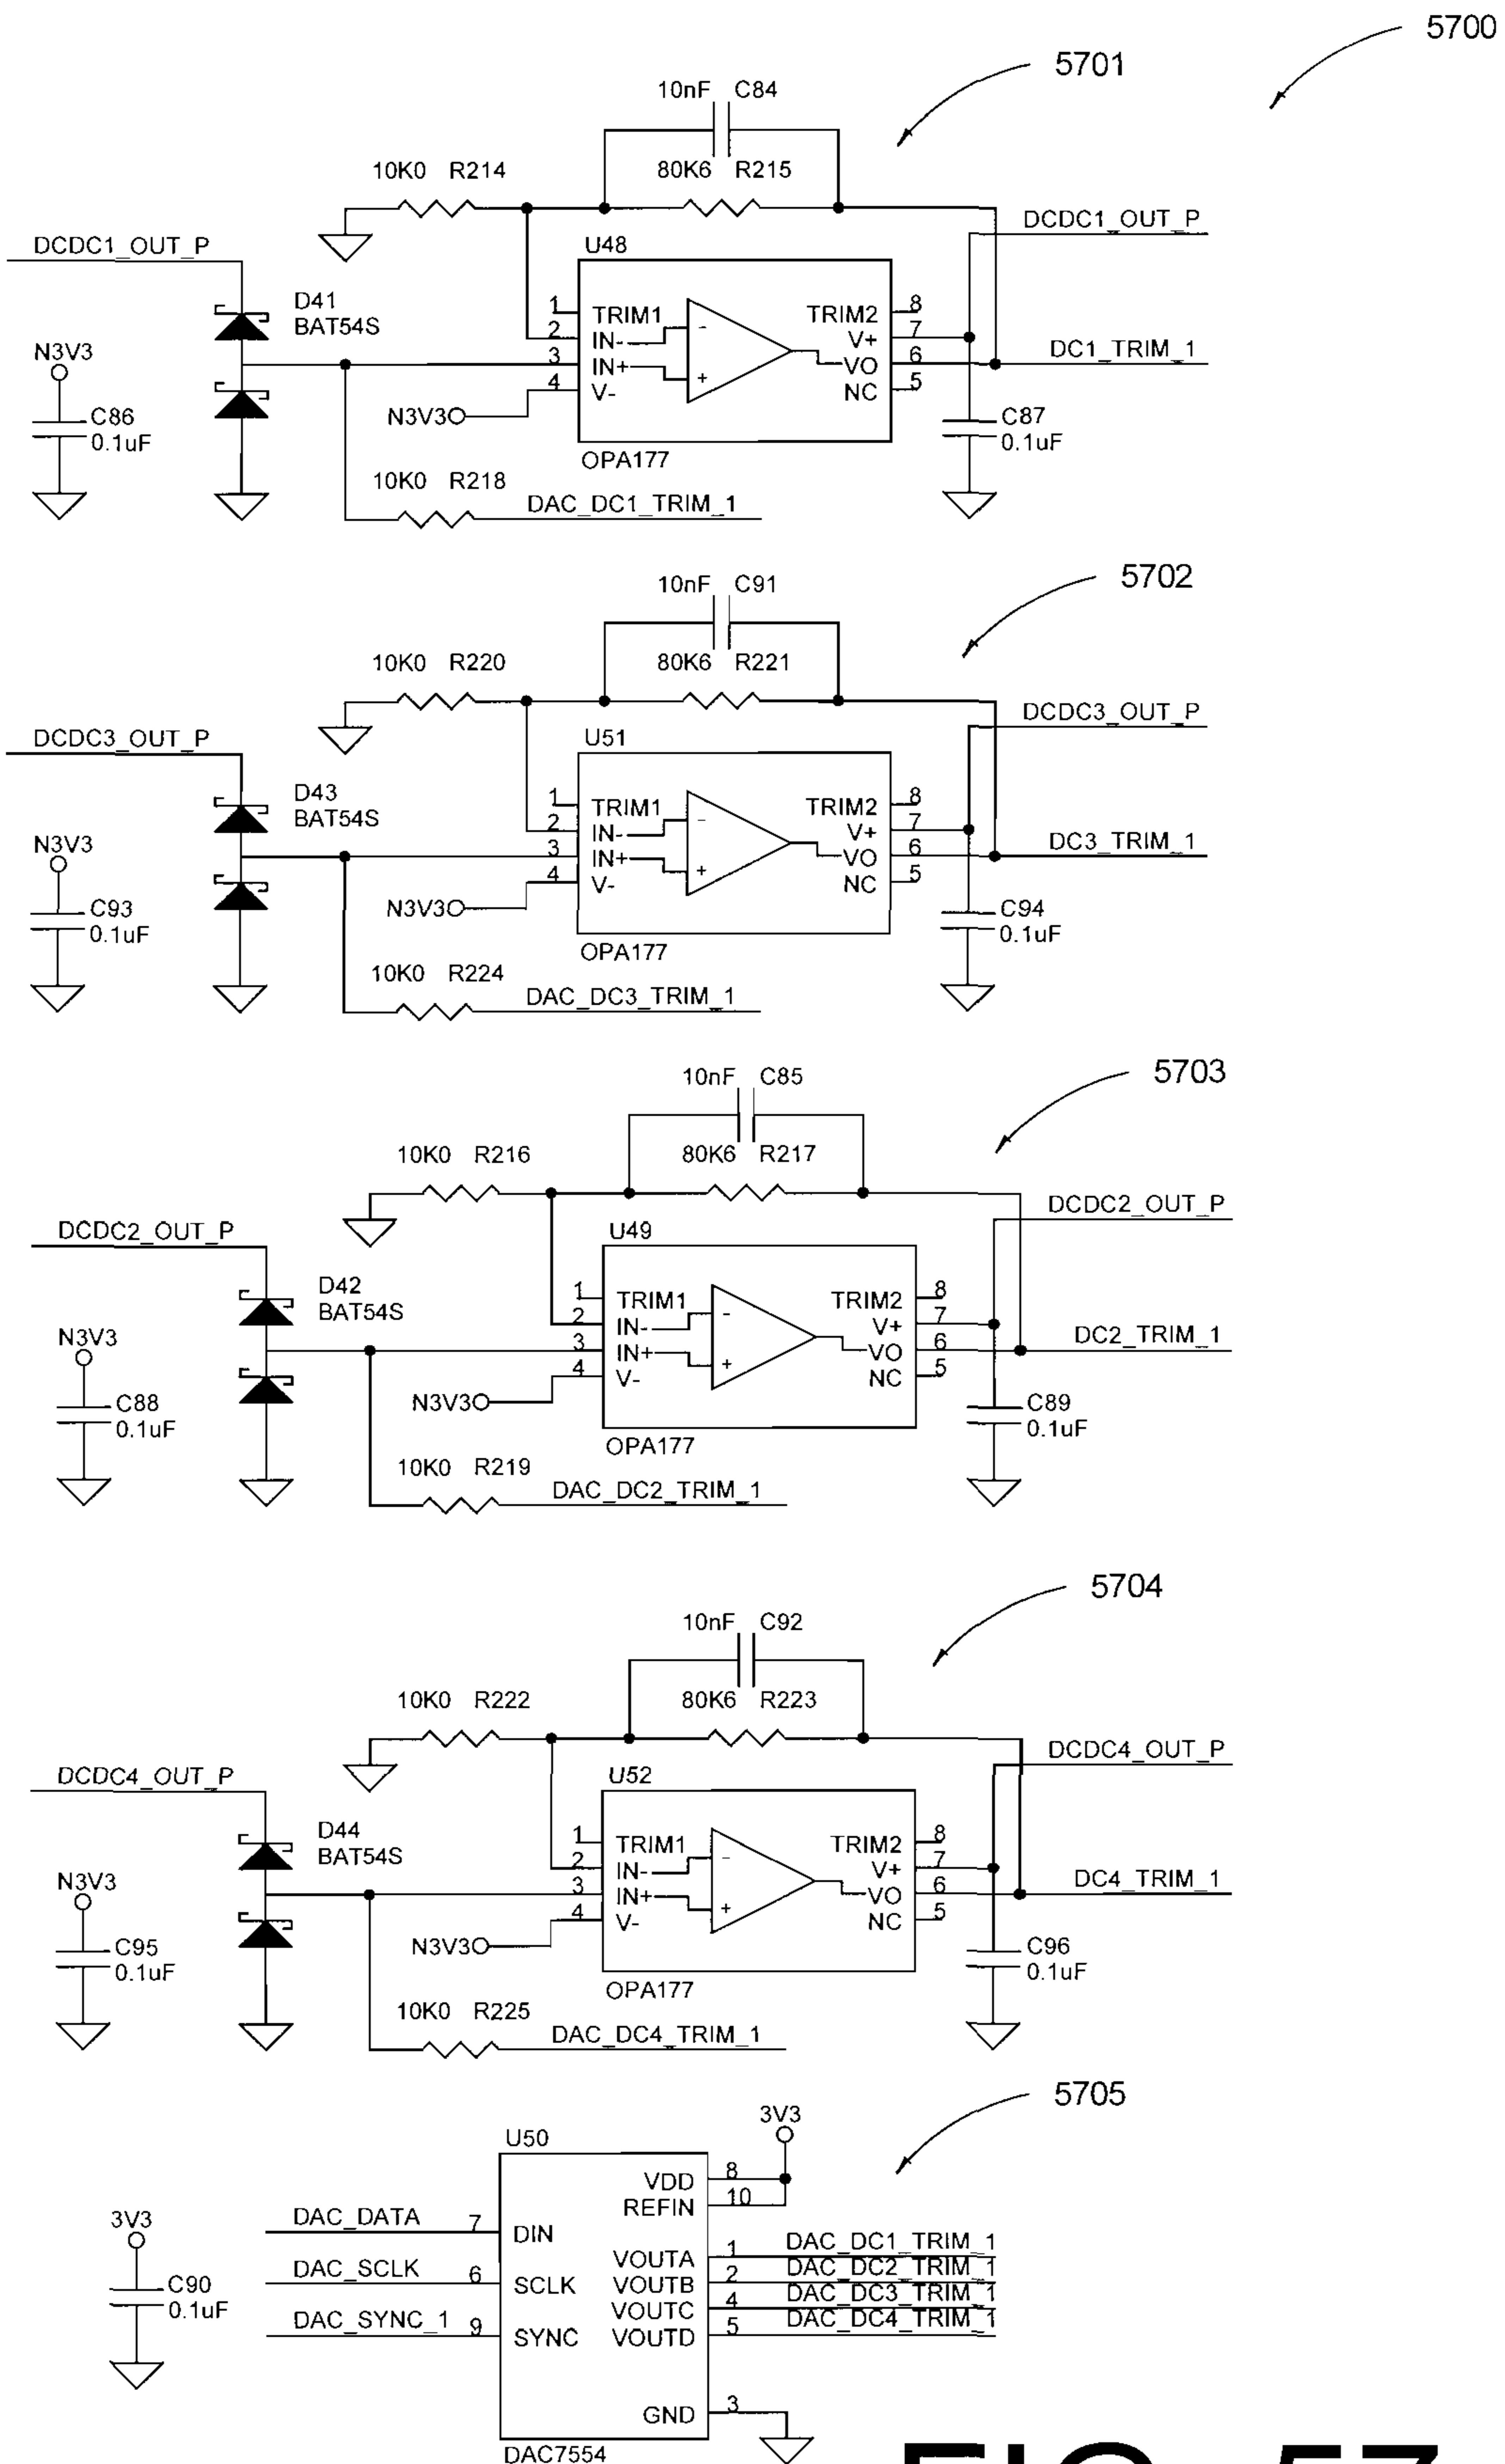 5700
5701
10nF C84
10K0 R214
80K6 R215
DCDC1_OUT_P
U48
DCDC1_OUT_P
D41
BAT54S
1 TRIM1 TRIM2 8
2 IN- - V+ 7
3 IN+ + VO 6
4 V- NC 5
DC1_TRIM_1
N3V3
C86
0.1uF
N3V3
OPA177
C87
0.1uF
10K0 R218
DAC_DC1_TRIM_1
5702
10nF C91
10K0 R220
80K6 R221
DCDC3_OUT_P
U51
DCDC3_OUT_P
D43
BAT54S
1 TRIM1 TRIM2 8
2 IN- - V+ 7
3 IN+ + VO 6
4 V- NC 5
DC3_TRIM_1
N3V3
C93
0.1uF
N3V3
OPA177
C94
0.1uF
10K0 R224
DAC_DC3_TRIM_1
5703
10nF C85
10K0 R216
80K6 R217
DCDC2_OUT_P
U49
DCDC2_OUT_P
D42
BAT54S
1 TRIM1 TRIM2 8
2 IN- - V+ 7
3 IN+ + VO 6
4 V- NC 5
DC2_TRIM_1
N3V3
C88
0.1uF
N3V3
OPA177
C89
0.1uF
10K0 R219
DAC_DC2_TRIM_1
5704
10nF C92
10K0 R222
80K6 R223
DCDC4_OUT_P
U52
DCDC4_OUT_P
D44
BAT54S
1 TRIM1 TRIM2 8
2 IN- - V+ 7
3 IN+ + VO 6
4 V- NC 5
DC4_TRIM_1
N3V3
C95
0.1uF
N3V3
OPA177
C96
0.1uF
10K0 R225
DAC_DC4_TRIM_1
5705
3V3
U50
VDD 8
REFIN 10
3V3
C90
0.1uF
DAC_DATA 7 DIN
DAC_SCLK 6 SCLK
DAC_SYNC_1 9 SYNC
VOUTA 1 DAC_DC1_TRIM_1
VOUTB 2 DAC_DC2_TRIM_1
VOUTC 4 DAC_DC3_TRIM_1
VOUTD 5 DAC_DC4_TRIM_1
GND 3
DAC7554